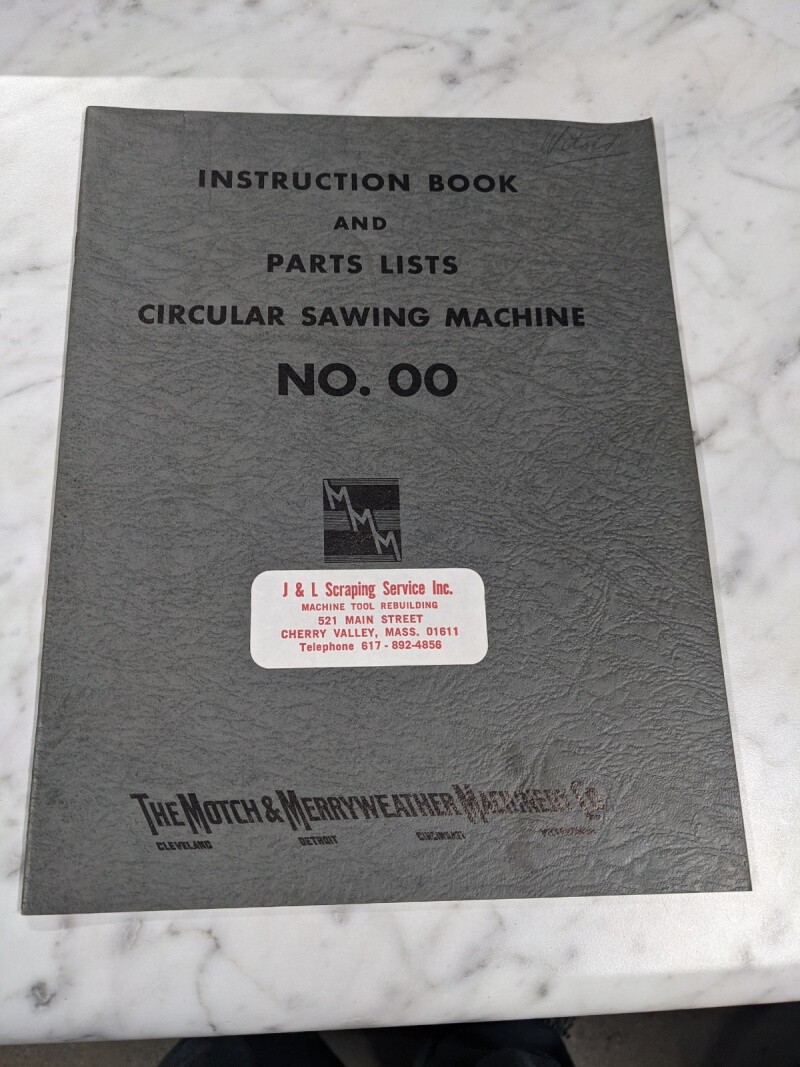 INSTRUCTION BOOK
AND
PARTS LISTS
CIRCULAR SAWING MACHINE
NO. 00
MMM
J & L Scraping Service Inc.
MACHINE TOOL REBUILDING
521 MAIN STREET
CHERRY VALLEY, MASS. 01611
Telephone 617-892-4856
THE MOTCH & MERRYWEATHER MACHINERY CO.
CLEVELAND DETROIT CINCINNATI